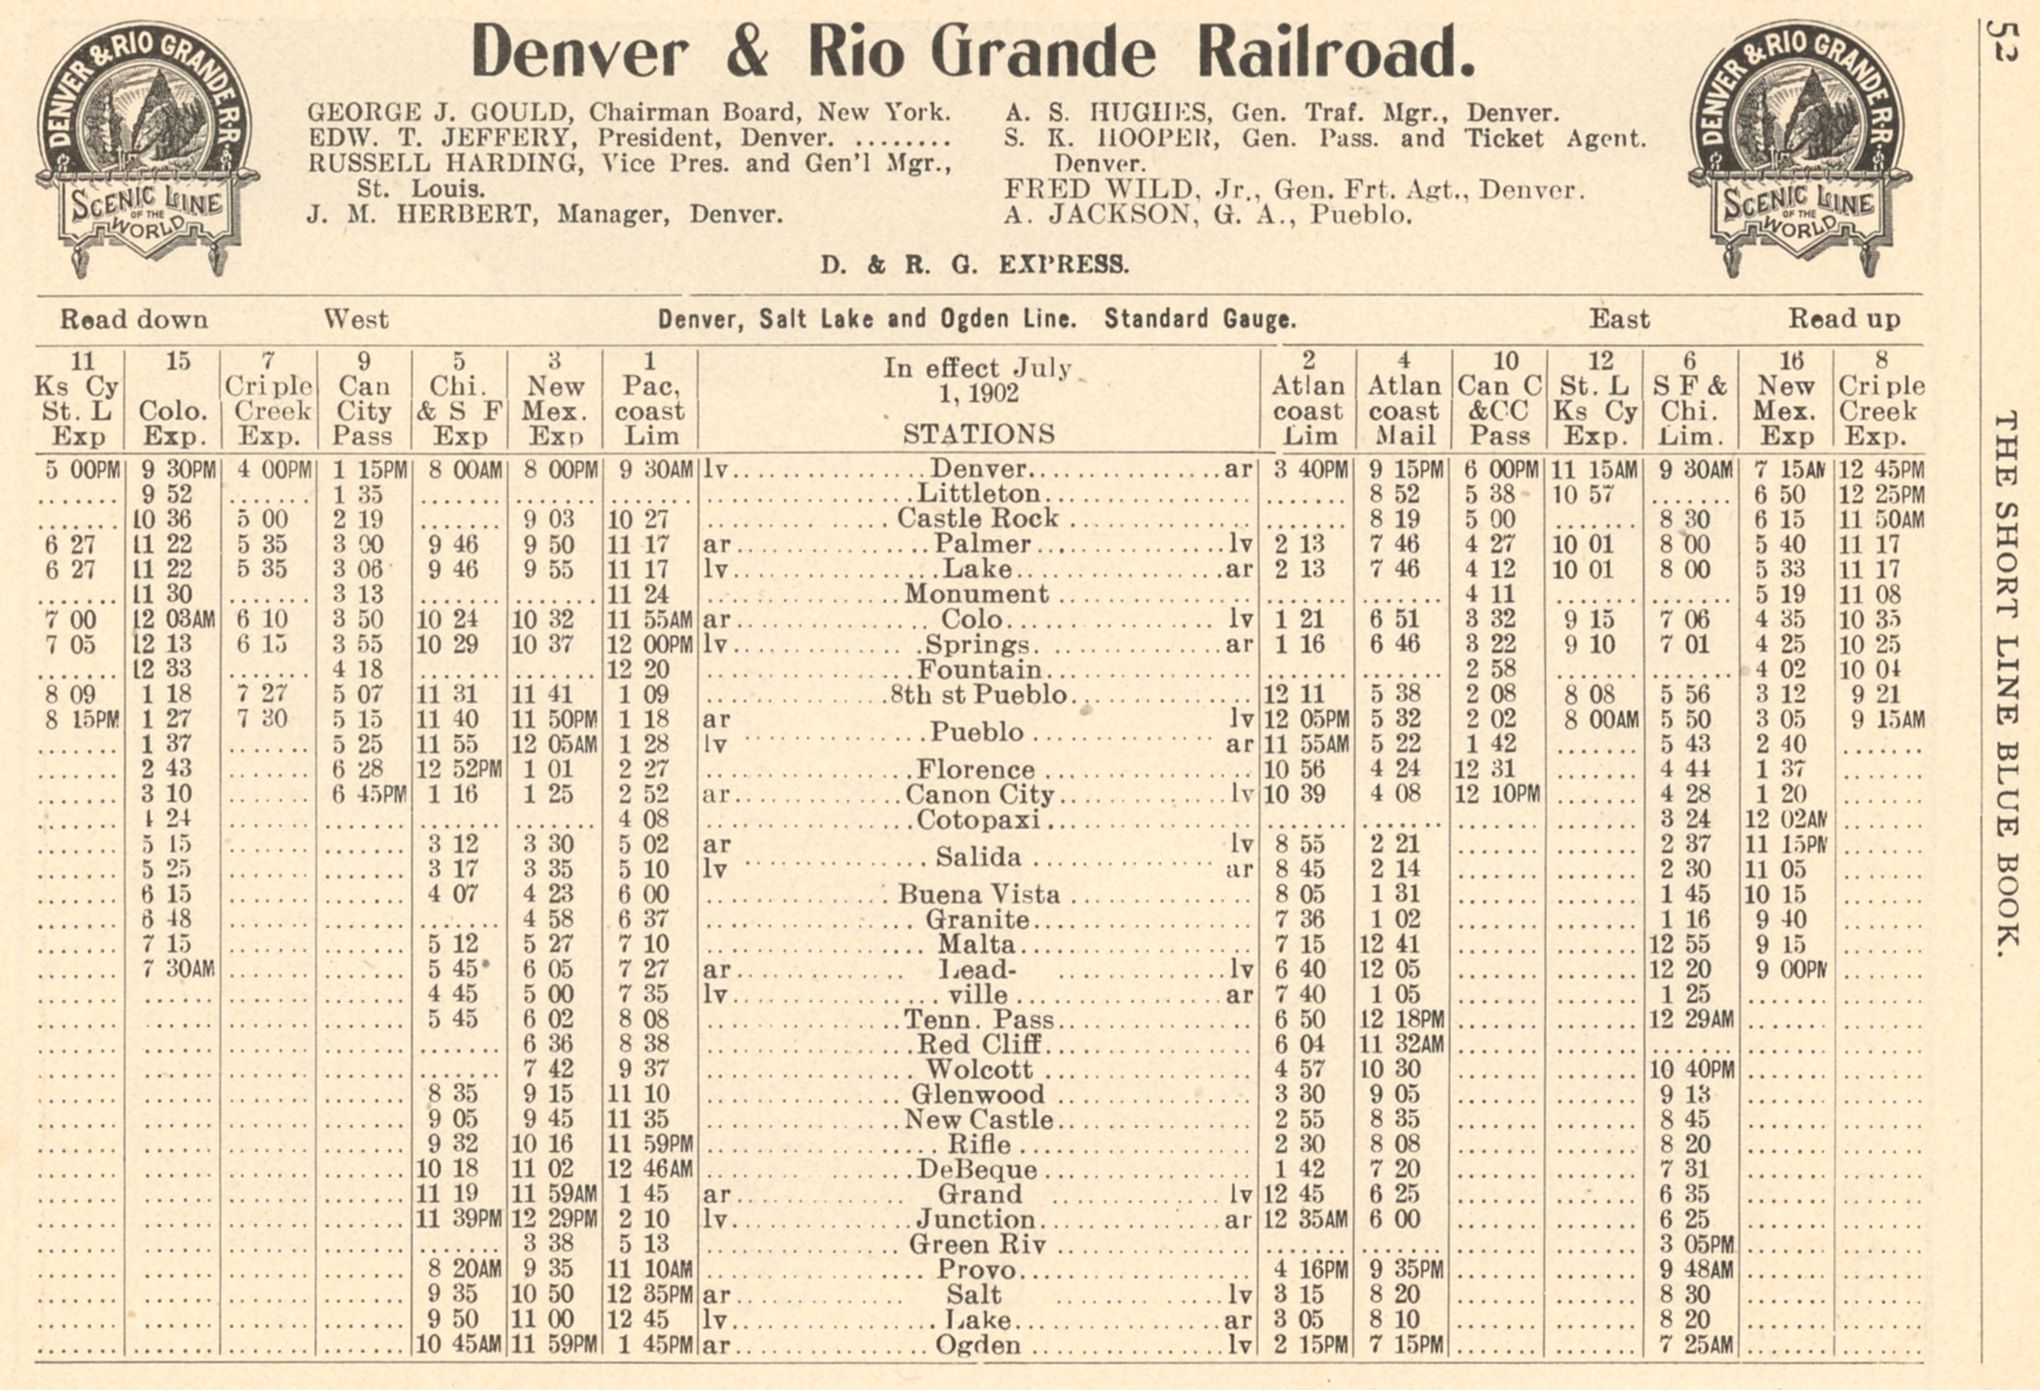 Denver & Rio Grande Railroad.
DENVER & RIO GRANDE R.R.
SCENIC LINE
OF THE
WORLD
GEORGE J. GOULD, Chairman Board, New York.
EDW. T. JEFFERY, President, Denver. ........
RUSSELL HARDING, Vice Pres. and Gen'l Mgr.,
St. Louis.
J. M. HERBERT, Manager, Denver.
A. S. HUGHES, Gen. Traf. Mgr., Denver.
S. K. HOOPER, Gen. Pass. and Ticket Agent.
Denver.
FRED WILD, Jr., Gen. Frt. Agt., Denver.
A. JACKSON, G. A., Pueblo.
DENVER & RIO GRANDE R.R.
SCENIC LINE
OF THE
WORLD
D. & R. G. EXPRESS.
Read down West Denver, Salt Lake and Ogden Line. Standard Gauge. East Read up
11 15 7 9 5 3 1 In effect July 2 4 10 12 6 16 8
Ks Cy Criple Can Chi. New Pac, 1, 1902 Atlan Atlan Can C St. L S F & New Criple
St. L Colo. Creek City & S F Mex. coast coast coast &CC Ks Cy Chi. Mex. Creek
Exp Exp. Exp. Pass Exp Exp Lim STATIONS Lim Mail Pass Exp. Lim. Exp Exp.
5 00PM 9 30PM 4 00PM 1 15PM 8 00AM 8 00PM 9 30AM lv Denver ar 3 40PM 9 15PM 6 00PM 11 15AM 9 30AM 7 15AM 12 45PM
9 52 1 35 Littleton 8 52 5 38 10 57 6 50 12 25PM
10 36 5 00 2 19 9 03 10 27 Castle Rock 8 19 5 00 8 30 6 15 11 50AM
6 27 11 22 5 35 3 00 9 46 9 50 11 17 ar Palmer lv 2 13 7 46 4 27 10 01 8 00 5 40 11 17
6 27 11 22 5 35 3 06 9 46 9 55 11 17 lv Lake ar 2 13 7 46 4 12 10 01 8 00 5 33 11 17
11 30 3 13 11 24 Monument 4 11 5 19 11 08
7 00 12 03AM 6 10 3 50 10 24 10 32 11 55AM ar Colo lv 1 21 6 51 3 32 9 15 7 06 4 35 10 35
7 05 12 13 6 15 3 55 10 29 10 37 12 00PM lv Springs ar 1 16 6 46 3 22 9 10 7 01 4 25 10 25
12 33 4 18 12 20 Fountain 2 58 4 02 10 04
8 09 1 18 7 27 5 07 11 31 11 41 1 09 8th st Pueblo 12 11 5 38 2 08 8 08 5 56 3 12 9 21
8 15PM 1 27 7 30 5 15 11 40 11 50PM 1 18 ar Pueblo lv 12 05PM 5 32 2 02 8 00AM 5 50 3 05 9 15AM
1 37 5 25 11 55 12 05AM 1 28 lv ar 11 55AM 5 22 1 42 5 43 2 40
2 43 6 28 12 52PM 1 01 2 27 Florence 10 56 4 24 12 31 4 44 1 37
3 10 6 45PM 1 16 1 25 2 52 ar Canon City lv 10 39 4 08 12 10PM 4 28 1 20
4 24 4 08 Cotopaxi 3 24 12 02AM
5 15 3 12 3 30 5 02 ar Salida lv 8 55 2 21 2 37 11 15PM
5 25 3 17 3 35 5 10 lv ar 8 45 2 14 2 30 11 05
6 15 4 07 4 23 6 00 Buena Vista 8 05 1 31 1 45 10 15
6 48 4 58 6 37 Granite 7 36 1 02 1 16 9 40
7 15 5 12 5 27 7 10 Malta 7 15 12 41 12 55 9 15
7 30AM 5 45 6 05 7 27 ar Lead- lv 6 40 12 05 12 20 9 00PM
4 45 5 00 7 35 lv ville ar 7 40 1 05 1 25
5 45 6 02 8 08 Tenn. Pass 6 50 12 18PM 12 29AM
6 36 8 38 Red Cliff 6 04 11 32AM
7 42 9 37 Wolcott 4 57 10 30 10 40PM
8 35 9 15 11 10 Glenwood 3 30 9 05 9 13
9 05 9 45 11 35 New Castle 2 55 8 35 8 45
9 32 10 16 11 59PM Rifle 2 30 8 08 8 20
10 18 11 02 12 46AM DeBeque 1 42 7 20 7 31
11 19 11 59AM 1 45 ar Grand lv 12 45 6 25 6 35
11 39PM 12 29PM 2 10 lv Junction ar 12 35AM 6 00 6 25
3 38 5 13 Green Riv 3 05PM
8 20AM 9 35 11 10AM Provo 4 16PM 9 35PM 9 48AM
9 35 10 50 12 35PM ar Salt lv 3 15 8 20 8 30
9 50 11 00 12 45 lv Lake ar 3 05 8 10 8 20
10 45AM 11 59PM 1 45PM ar Ogden lv 2 15PM 7 15PM 7 25AM
52
THE SHORT LINE BLUE BOOK.